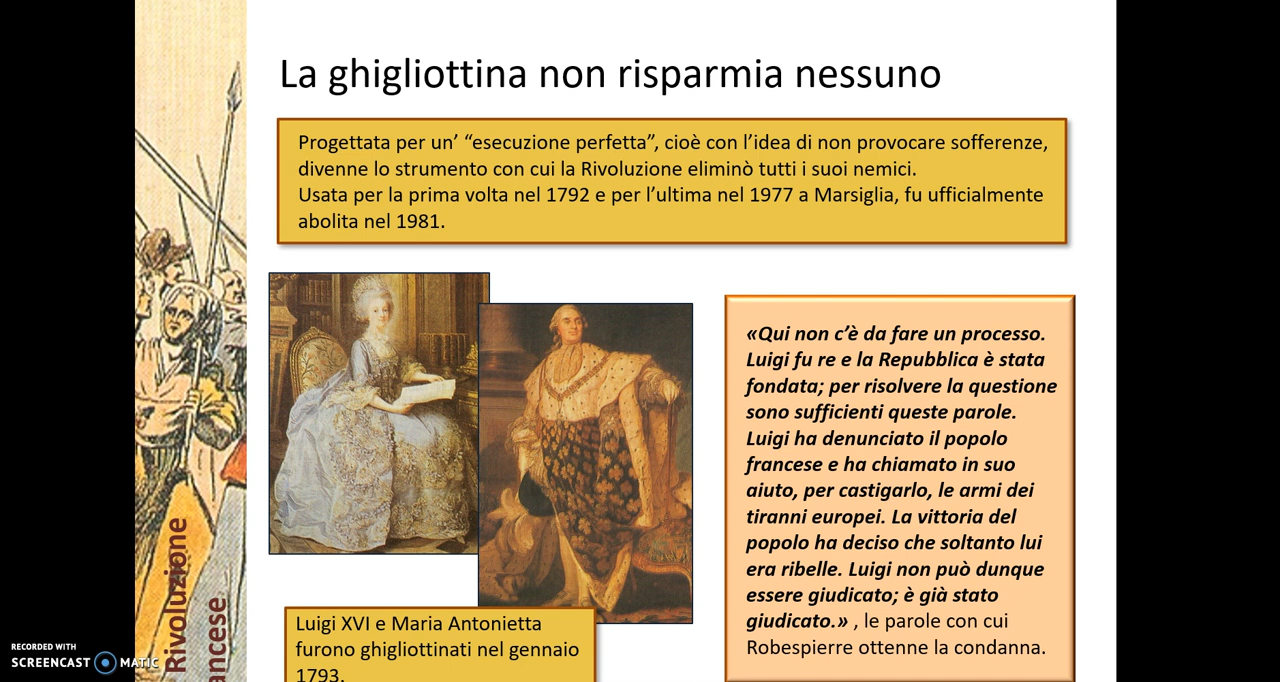 La ghigliottina non risparmia nessuno
Progettata per un’ “esecuzione perfetta”, cioè con l’idea di non provocare sofferenze,
divenne lo strumento con cui la Rivoluzione eliminò tutti i suoi nemici.
Usata per la prima volta nel 1792 e per l’ultima nel 1977 a Marsiglia, fu ufficialmente
abolita nel 1981.
«Qui non c’è da fare un processo.
Luigi fu re e la Repubblica è stata
fondata; per risolvere la questione
sono sufficienti queste parole.
Luigi ha denunciato il popolo
francese e ha chiamato in suo
aiuto, per castigarlo, le armi dei
tiranni europei. La vittoria del
popolo ha deciso che soltanto lui
era ribelle. Luigi non può dunque
essere giudicato; è già stato
giudicato.» , le parole con cui
Robespierre ottenne la condanna.
Luigi XVI e Maria Antonietta
furono ghigliottinati nel gennaio
1793.
Rivoluzione
ancese
RECORDED WITH
SCREENCAST MATIC